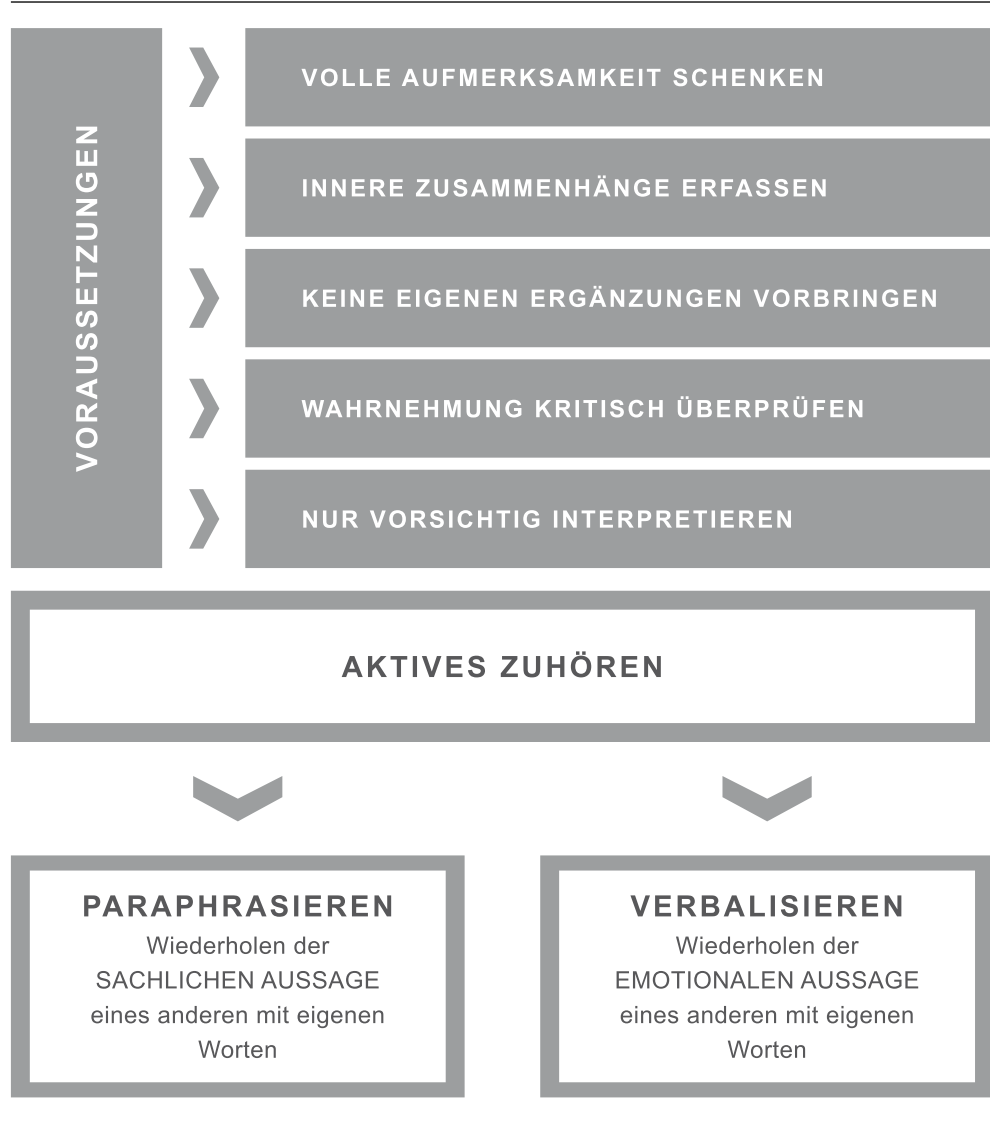 VORAUSSETZUNGEN
VOLLE AUFMERKSAMKEIT SCHENKEN
INNERE ZUSAMMENHÄNGE ERFASSEN
KEINE EIGENEN ERGÄNZUNGEN VORBRINGEN
WAHRNEHMUNG KRITISCH ÜBERPRÜFEN
NUR VORSICHTIG INTERPRETIEREN
AKTIVES ZUHÖREN
PARAPHRASIEREN
Wiederholen der
SACHLICHEN AUSSAGE
eines anderen mit eigenen
Worten
VERBALISIEREN
Wiederholen der
EMOTIONALEN AUSSAGE
eines anderen mit eigenen
Worten